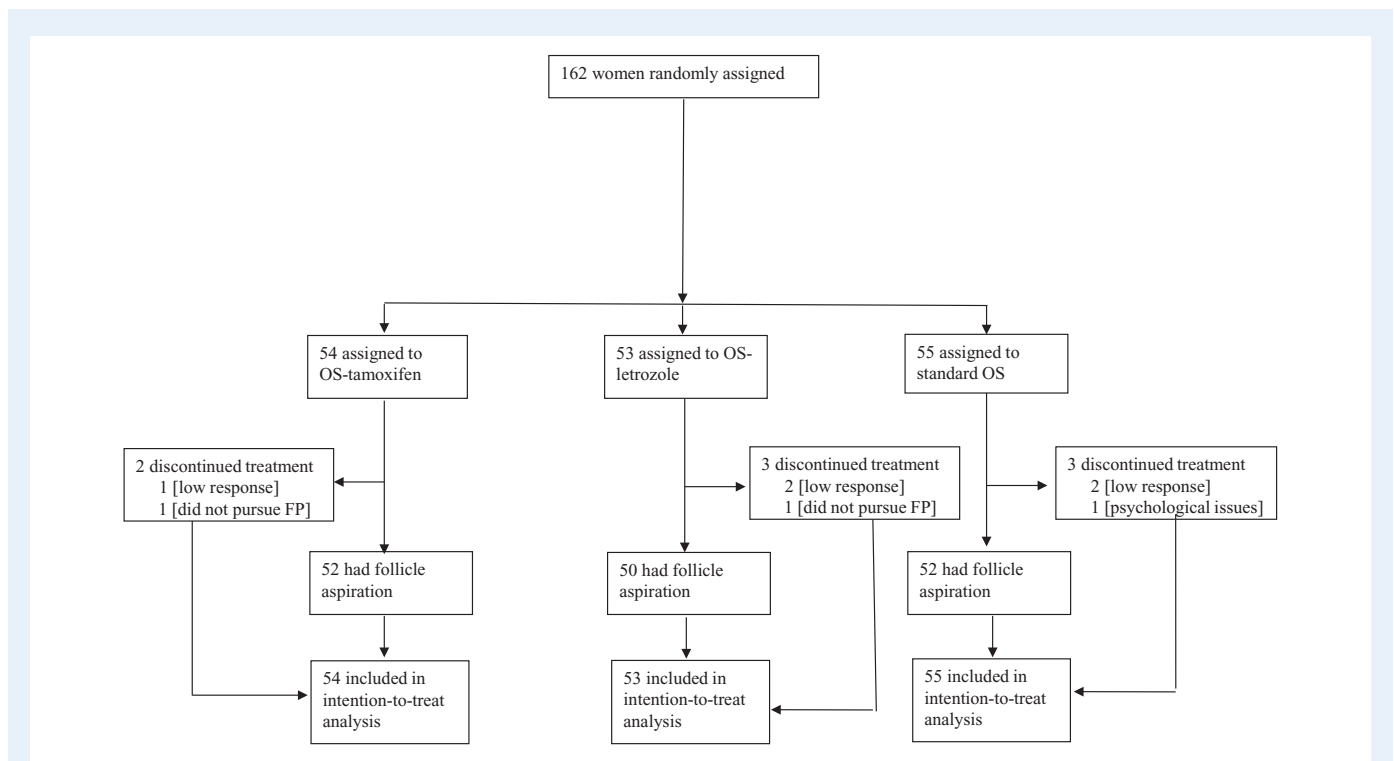 162 women randomly assigned
54 assigned to
OS-tamoxifen
53 assigned to OS-
letrozole
55 assigned to
standard OS
2 discontinued treatment
1 [low response]
1 [did not pursue FP]
3 discontinued treatment
2 [low response]
1 [did not pursue FP]
3 discontinued treatment
2 [low response]
1 [psychological issues]
52 had follicle
aspiration
50 had follicle
aspiration
52 had follicle
aspiration
54 included in
intention-to-treat
analysis
53 included in
intention-to-treat
analysis
55 included in
intention-to-treat
analysis